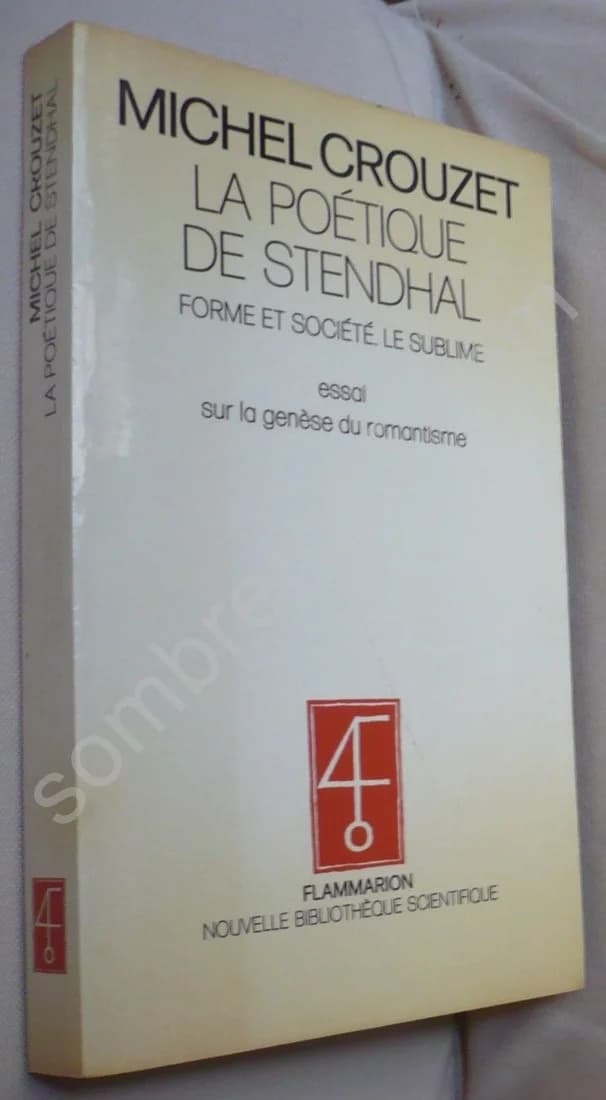 MICHEL CROUZET
LA POÉTIQUE
DE STENDHAL
FORME ET SOCIÉTÉ. LE SUBLIME
essai
sur la genèse du romantisme
FLAMMARION
NOUVELLE BIBLIOTHÈQUE SCIENTIFIQUE
MICHEL CROUZET
LA POÉTIQUE DE STENDHAL
sombre